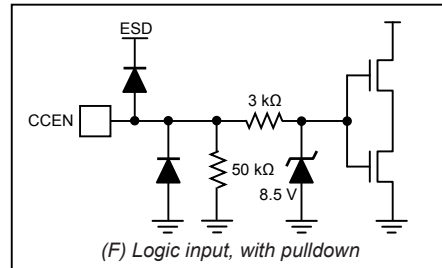 ESD
CCEN
3 kΩ
50 kΩ
8.5 V
(F) Logic input, with pulldown